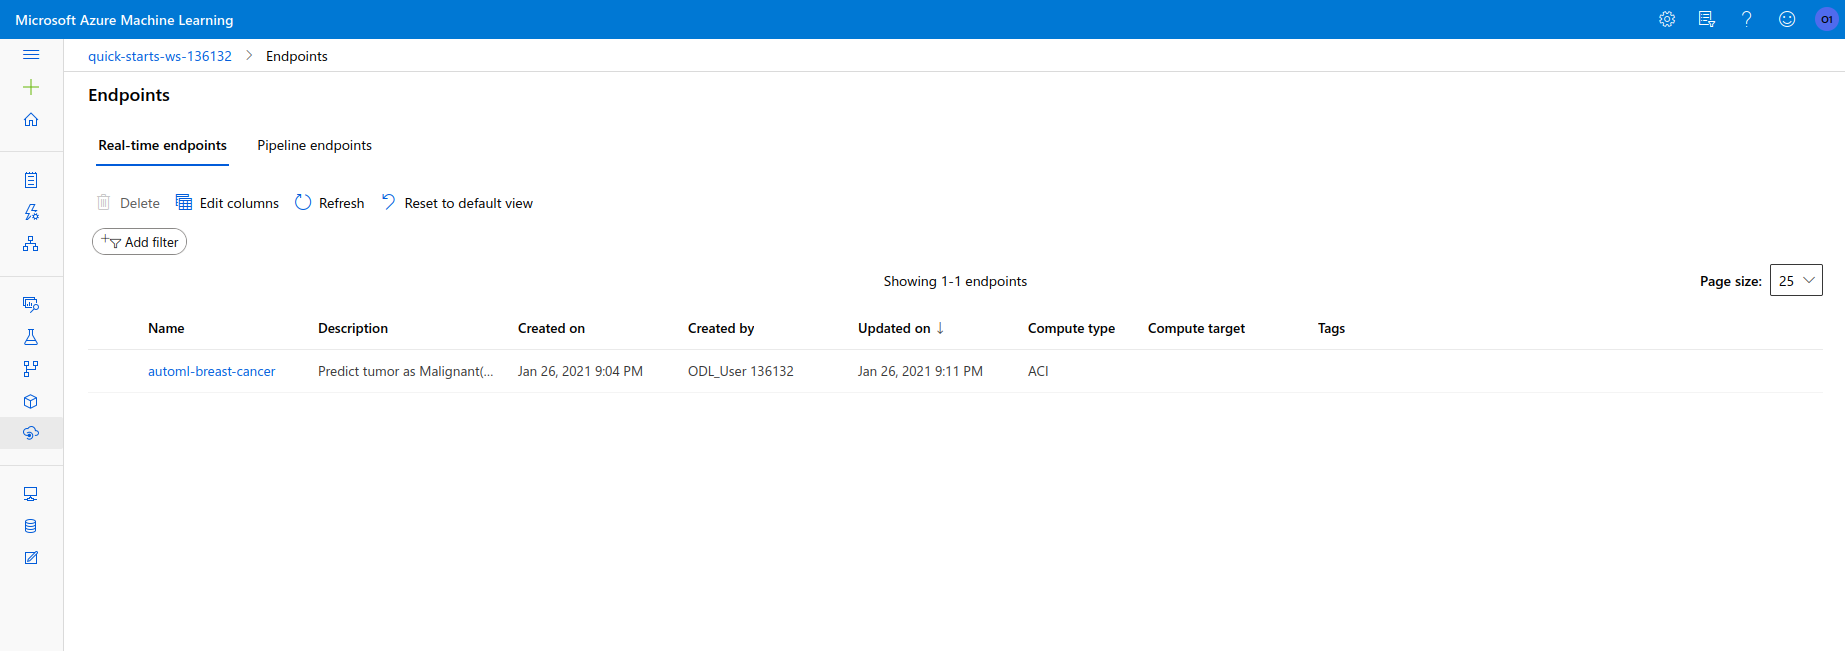 Microsoft Azure Machine Learning
O1
quick-starts-ws-136132 > Endpoints
Endpoints
Real-time endpoints Pipeline endpoints
Delete Edit columns Refresh Reset to default view
Add filter
Showing 1-1 endpoints Page size: 25
Name Description Created on Created by Updated on ↓ Compute type Compute target Tags
automl-breast-cancer Predict tumor as Malignant(... Jan 26, 2021 9:04 PM ODL_User 136132 Jan 26, 2021 9:11 PM ACI